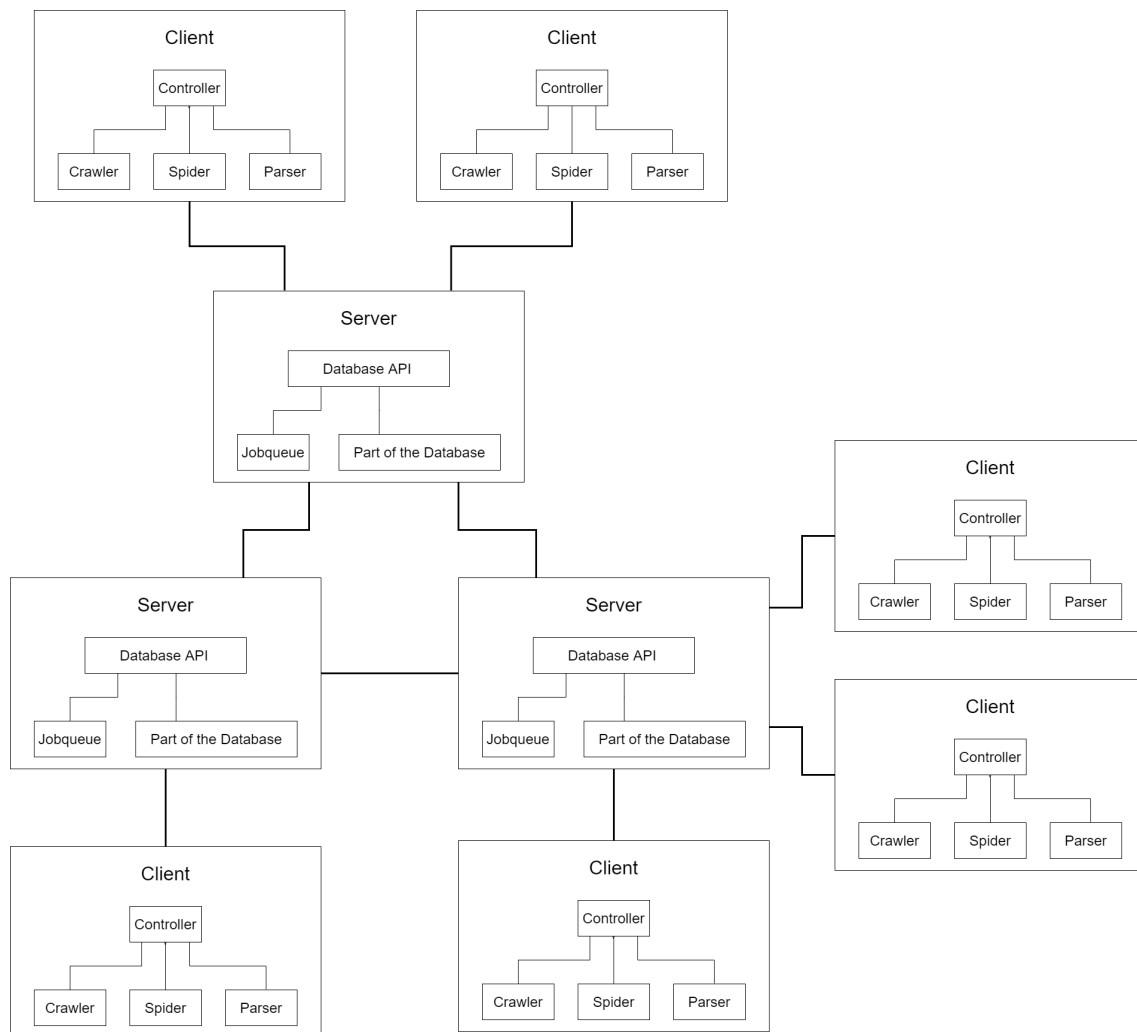 Client
Controller
Crawler
Spider
Parser
Client
Controller
Crawler
Spider
Parser
Server
Database API
Jobqueue
Part of the Database
Client
Controller
Crawler
Spider
Parser
Server
Database API
Jobqueue
Part of the Database
Server
Database API
Jobqueue
Part of the Database
Client
Controller
Crawler
Spider
Parser
Client
Controller
Crawler
Spider
Parser
Client
Controller
Crawler
Spider
Parser